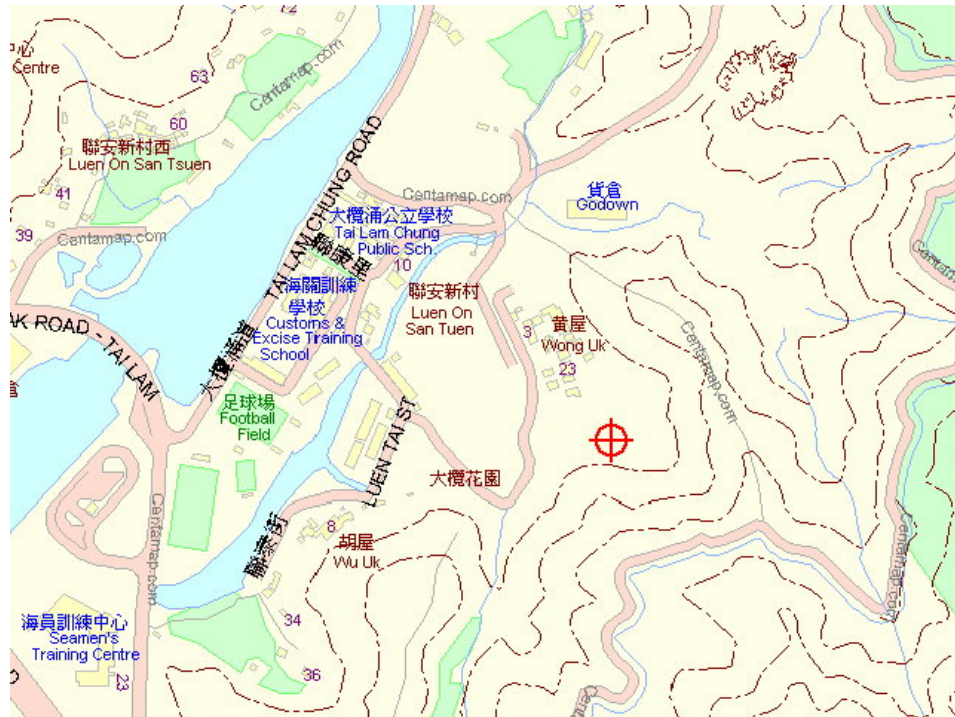 72
Centamap.com
心
Centre
63
60
聯安新村西
Luen On San Tsuen
41
39
Centamap.com
TAI LAM CHUNG ROAD
大欖涌道
Centamap.com
貨倉
Godown
大欖涌公立學校
Tai Lam Chung
Public Sch.
10
海關訓練
學校
Customs &
Excise Training
School
聯安新村
Luen On
San Tuen
3
黃屋
Wong Uk
23
Centamap.com
Centamap.com
AK ROAD - TAI LAM
倉
足球場
Football
Field
LUEN TAI ST
大欖花園
8
胡屋
Wu Uk
Centamap.com
Centamap.com
海員訓練中心
Seamen's
Training Centre
23
34
36
Centamap.com
D